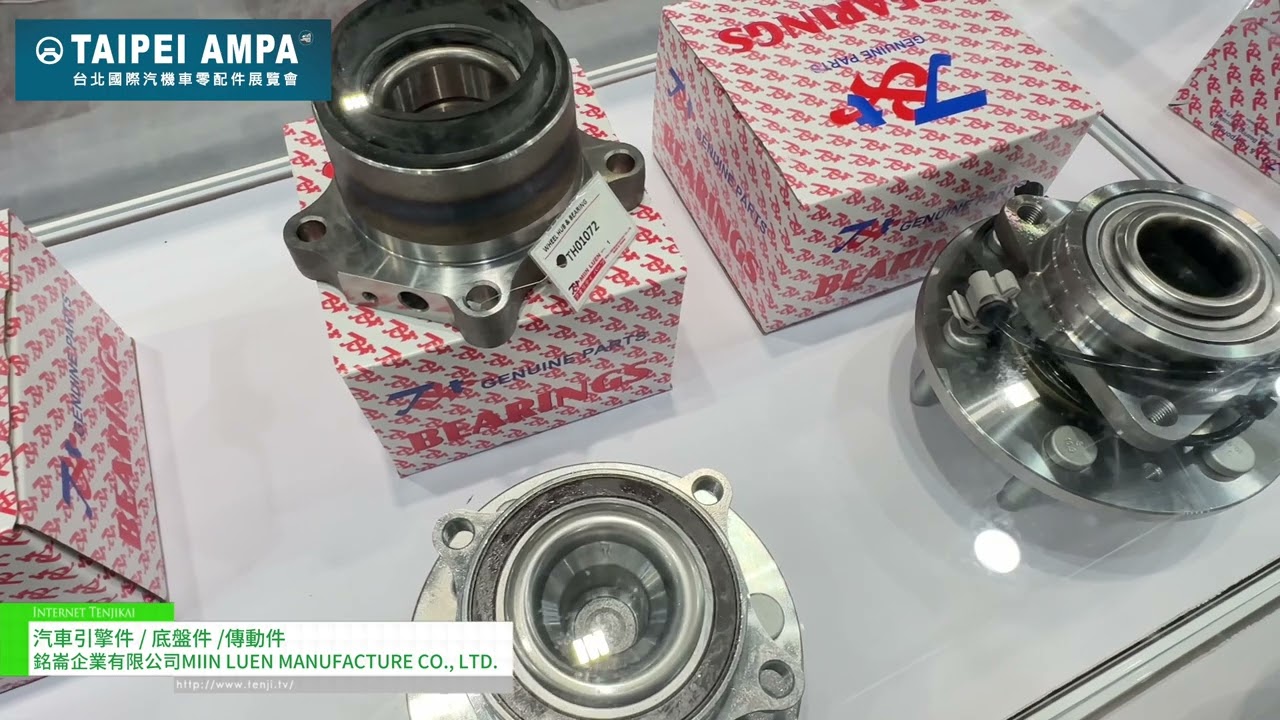 TAIPEI AMPA
台北國際汽機車零配件展覽會
BEARINGS
GENUINE PARTS
GENUINE PARTS
BEARINGS
WHEEL HUB & BEARING
TH01072
GENUINE PARTS
BEARINGS
GENUINE PARTS
BEARINGS
INTERNET TENJIKAI
汽車引擎件 / 底盤件 /傳動件
銘崙企業有限公司MIIN LUEN MANUFACTURE CO., LTD.
http://www.tenji.tv/